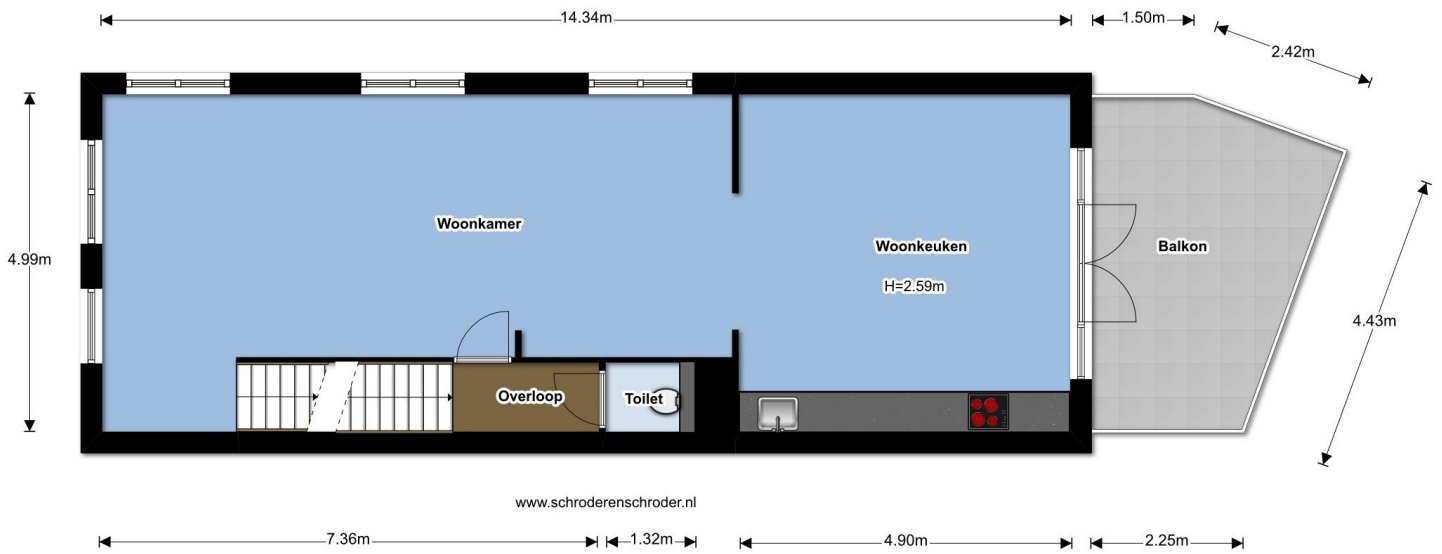 14.34m
1.50m
2.42m
4.99m
Woonkamer
Woonkeuken
H=2.59m
Balkon
4.43m
Overloop
Toilet
www.schroderenschroder.nl
7.36m
1.32m
4.90m
2.25m